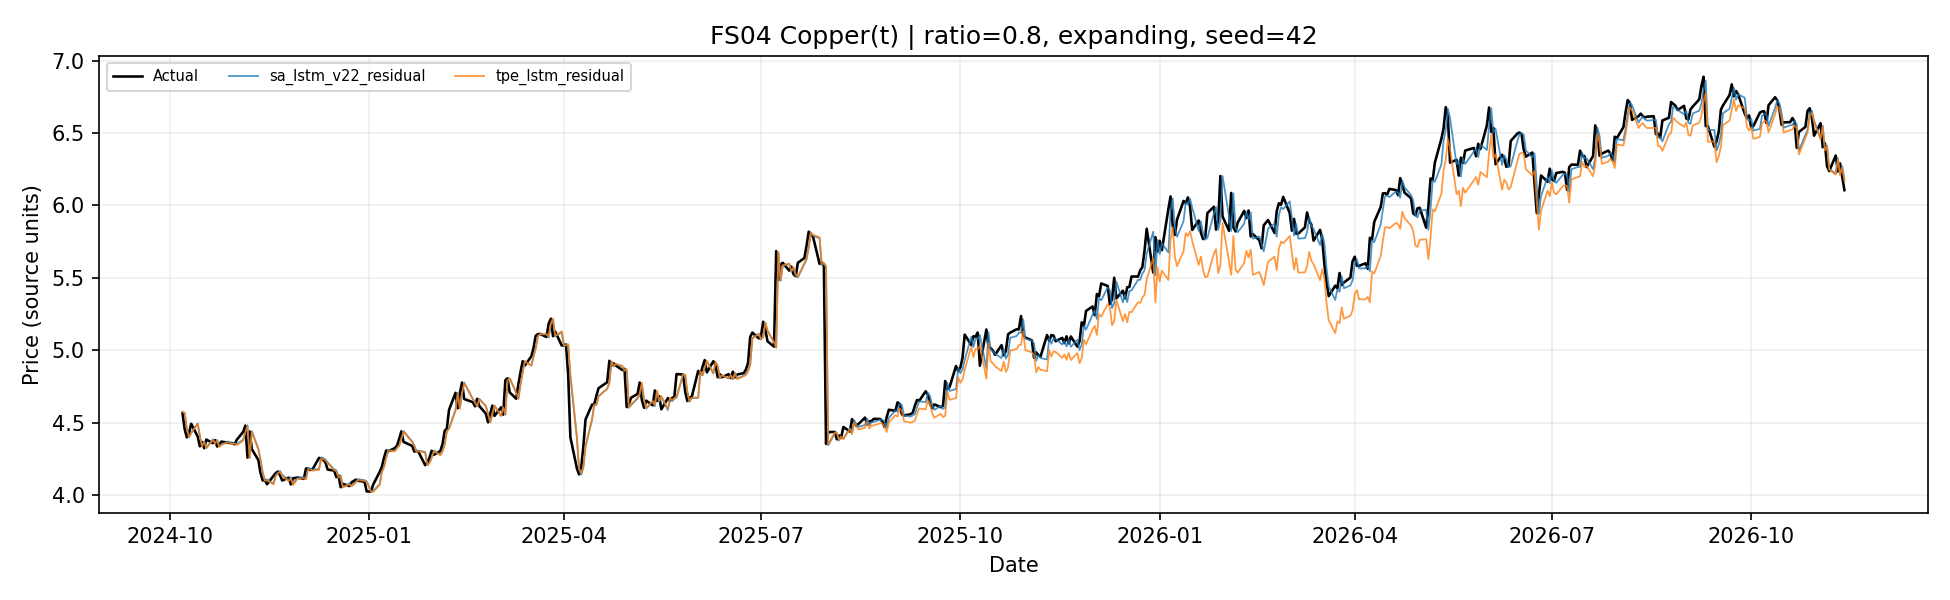 FS04 Copper(t) | ratio=0.8, expanding, seed=42
Actual sa_lstm_v22_residual tpe_lstm_residual
Price (source units)
7.0
6.5
6.0
5.5
5.0
4.5
4.0
2024-10 2025-01 2025-04 2025-07 2025-10 2026-01 2026-04 2026-07 2026-10
Date